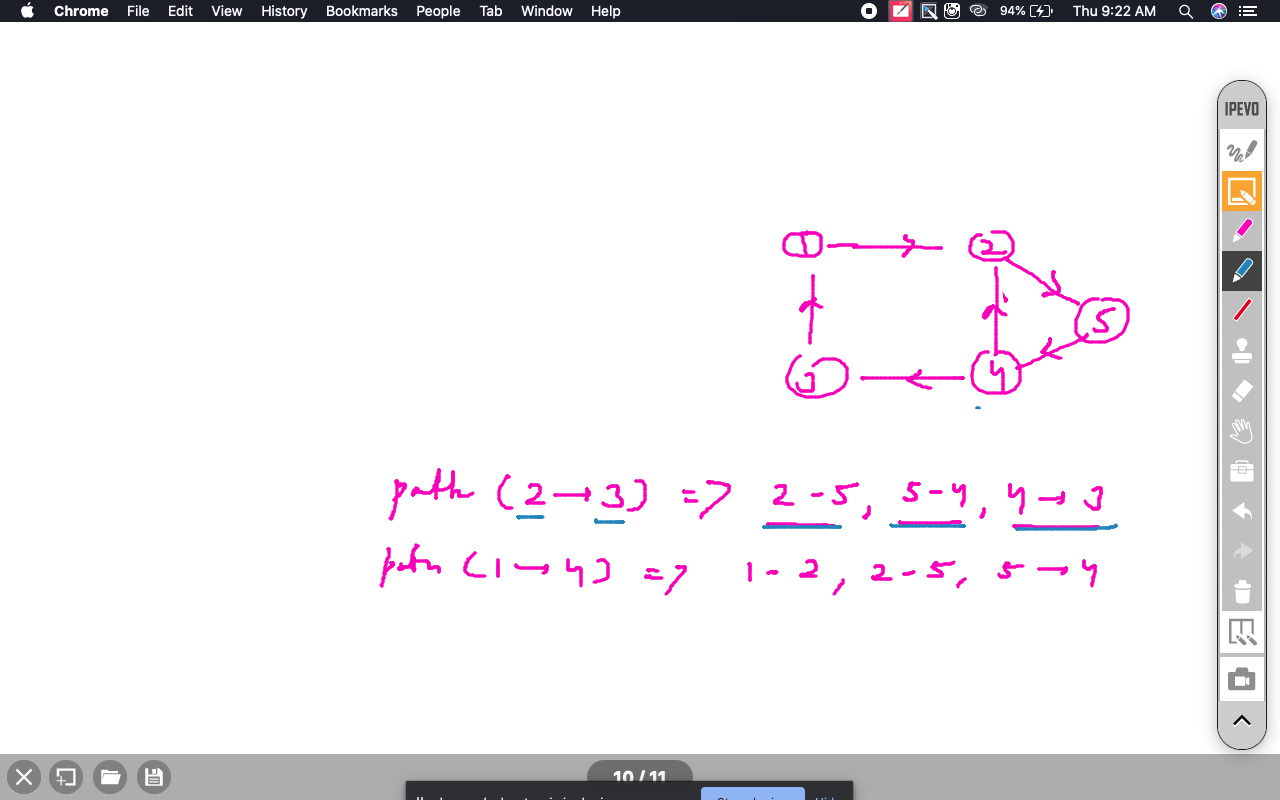 Chrome File Edit View History Bookmarks People Tab Window Help 94% Thu 9:22 AM
IPEVO
1 2
5
3 4
path (2→3) => 2-5, 5-4, 4→3
path (1→4) => 1-2, 2-5, 5→4
10 / 11